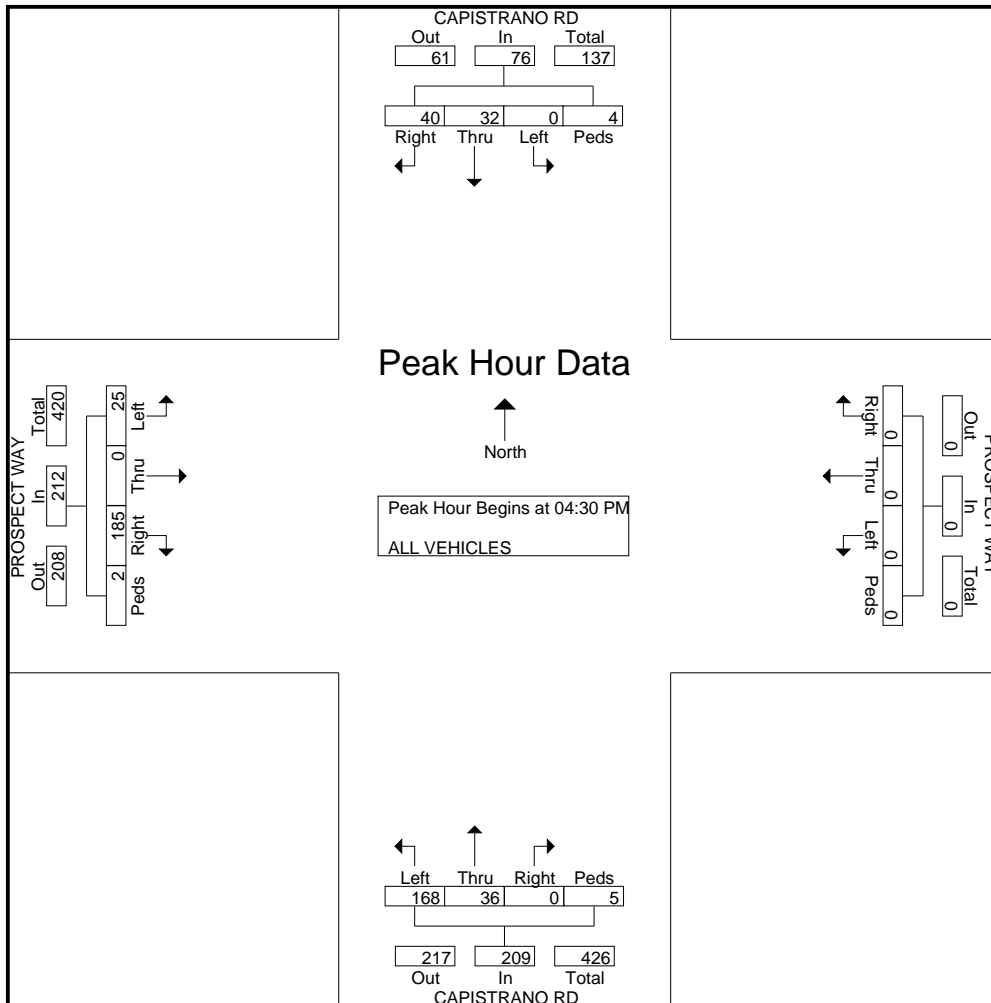 CAPISTRANO RD
Out In Total
61 76 137
40 32 0 4
Right Thru Left Peds
Peak Hour Data
North
Peak Hour Begins at 04:30 PM
ALL VEHICLES
PROSPECT WAY
Out In Total
208 212 420
25 0 185 2
Left Thru Right Peds
PROSPECT WAY
Out In Total
0 0 0
0 0 0 0
Right Thru Left Peds
Left Thru Right Peds
168 36 0 5
217 209 426
Out In Total
CAPISTRANO RD